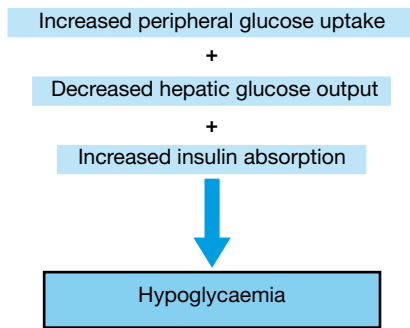 Increased peripheral glucose uptake
+
Decreased hepatic glucose output
+
Increased insulin absorption
Hypoglycaemia